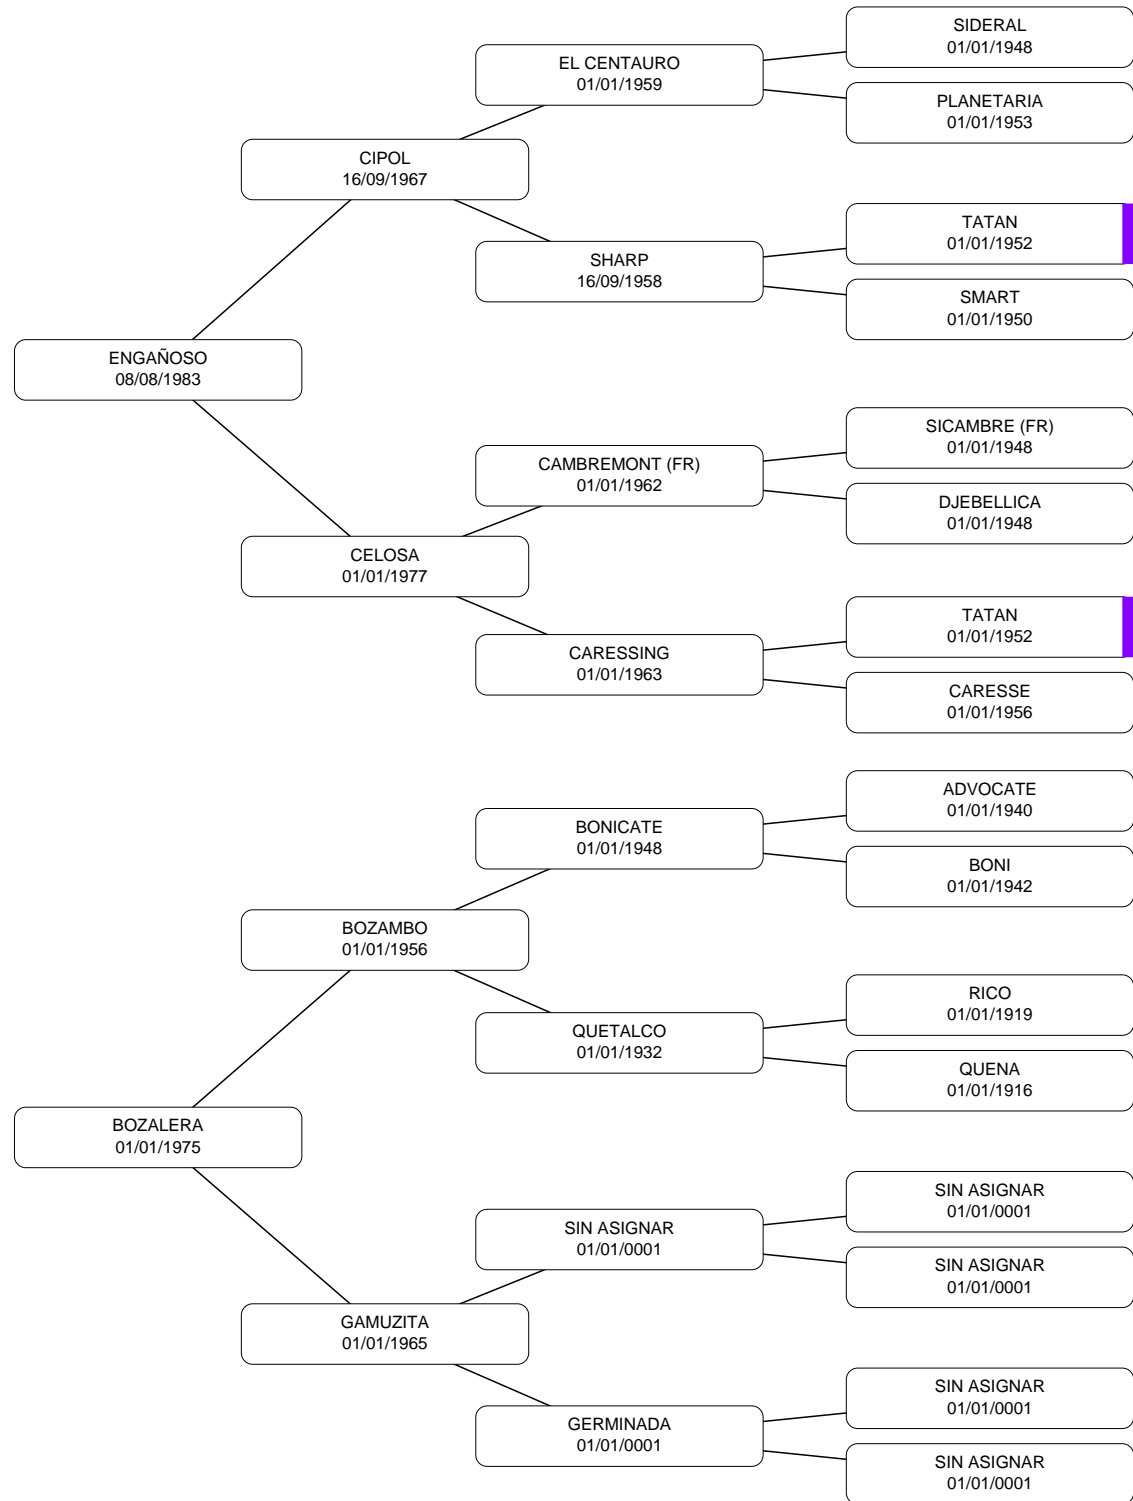 SIDERAL
01/01/1948
EL CENTAURO
01/01/1959
PLANETARIA
01/01/1953
CIPOL
16/09/1967
TATAN
01/01/1952
SHARP
16/09/1958
SMART
01/01/1950
ENGAÑOSO
08/08/1983
SICAMBRE (FR)
01/01/1948
CAMBREMONT (FR)
01/01/1962
DJEBELLICA
01/01/1948
CELOSA
01/01/1977
TATAN
01/01/1952
CARESSING
01/01/1963
CARESSE
01/01/1956
ADVOCATE
01/01/1940
BONICATE
01/01/1948
BONI
01/01/1942
BOZAMBO
01/01/1956
RICO
01/01/1919
QUETALCO
01/01/1932
QUENA
01/01/1916
BOZALERA
01/01/1975
SIN ASIGNAR
01/01/0001
SIN ASIGNAR
01/01/0001
SIN ASIGNAR
01/01/0001
GAMUZITA
01/01/1965
SIN ASIGNAR
01/01/0001
GERMINADA
01/01/0001
SIN ASIGNAR
01/01/0001